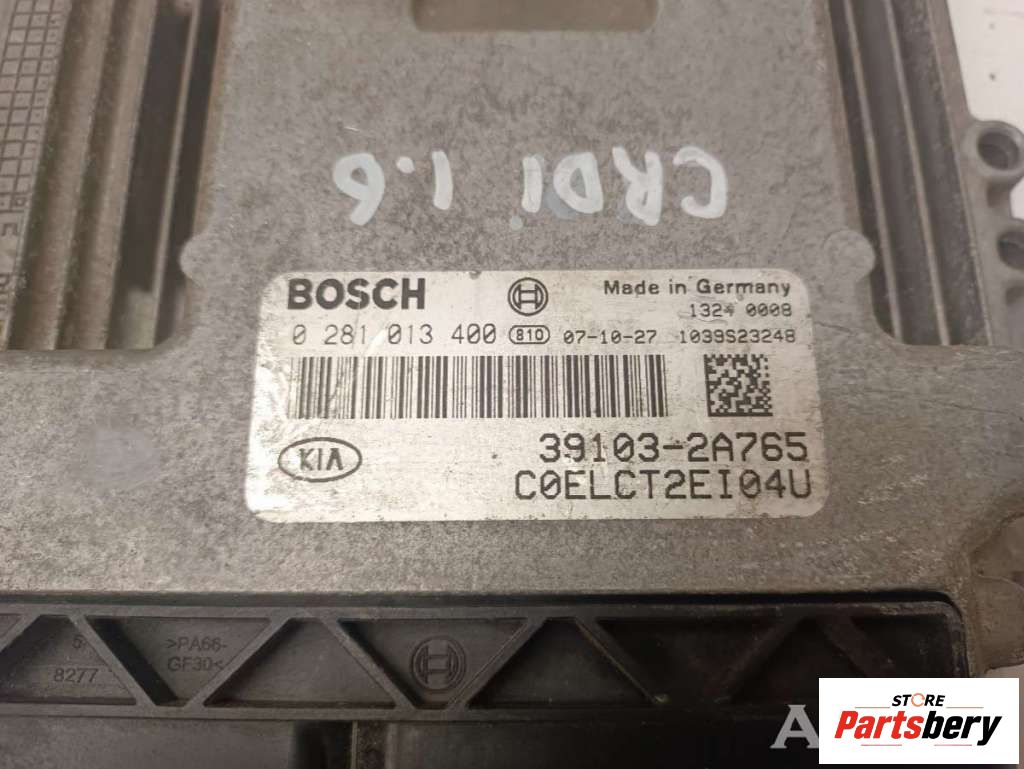 CRDi 1.6
BOSCH
Made in Germany
1324 0008
0 281 013 400 810 07-10-27 1039S23248
KIA
39103-2A765
C0ELCT2EI04U
>PA66-
GF30<
8277
STORE
Partsbery